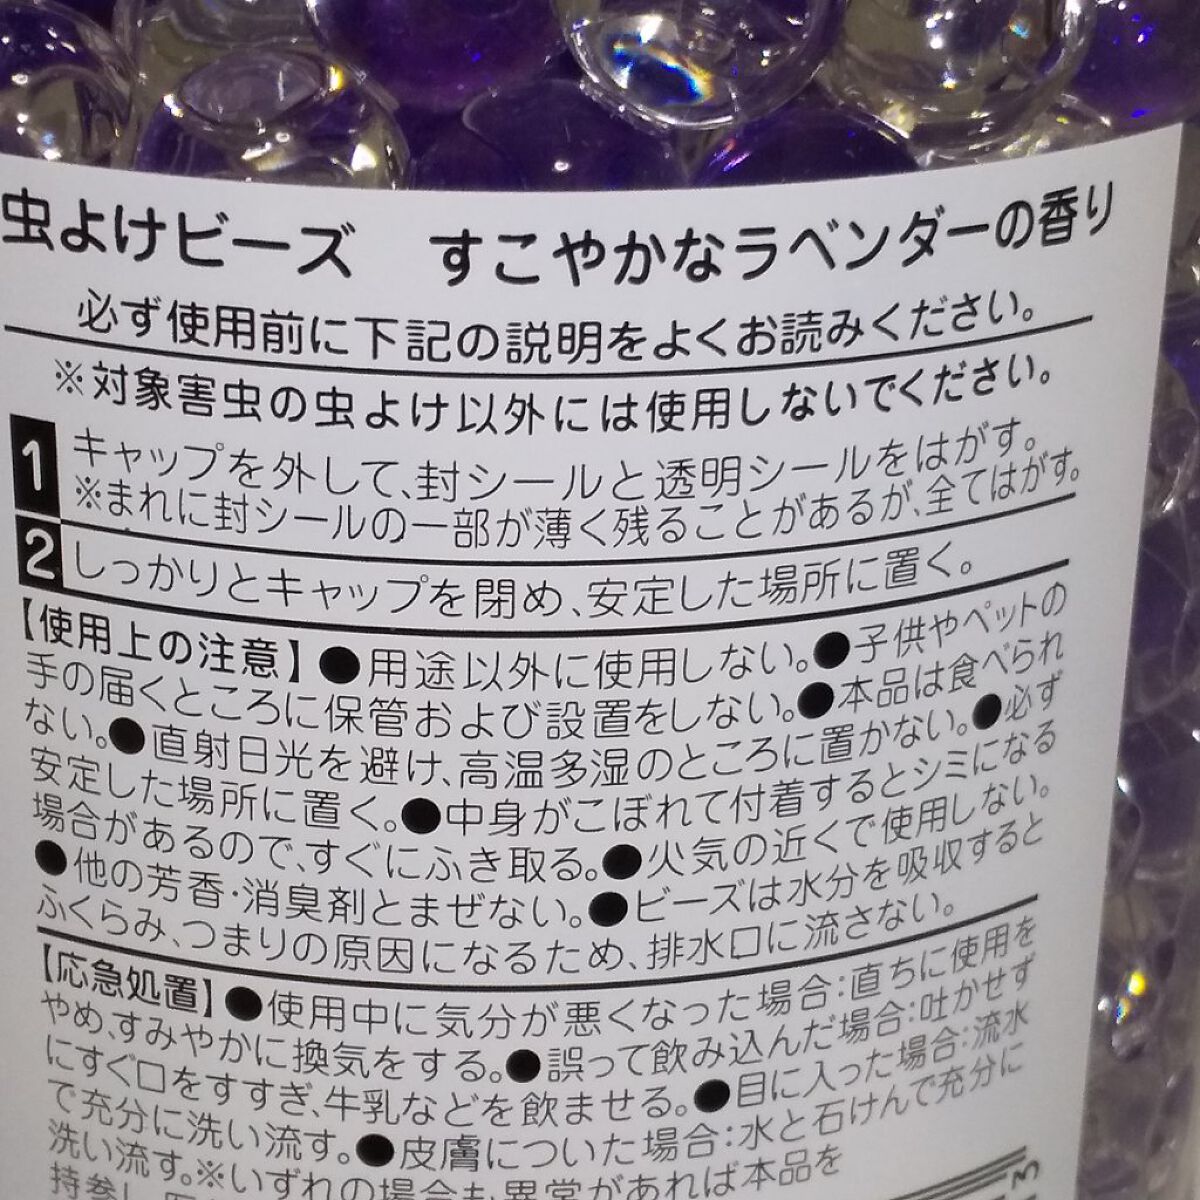 虫よけビーズ　すこやかなラベンダーの香り
必ず使用前に下記の説明をよくお読みください。
※対象害虫の虫よけ以外には使用しないでください。
1 キャップを外して、封シールと透明シールをはがす。
※まれに封シールの一部が薄く残ることがあるが、全てはがす。
2 しっかりとキャップを閉め、安定した場所に置く。
【使用上の注意】●用途以外に使用しない。●子供やペットの
手の届くところに保管および設置をしない。●本品は食べられ
ない。●直射日光を避け、高温多湿のところに置かない。●必ず
安定した場所に置く。●中身がこぼれて付着するとシミになる
場合があるので、すぐにふき取る。●火気の近くで使用しない。
●他の芳香・消臭剤とまぜない。●ビーズは水分を吸収すると
ふくらみ、つまりの原因になるため、排水口に流さない。
【応急処置】●使用中に気分が悪くなった場合：直ちに使用を
やめ、すみやかに換気をする。●誤って飲み込んだ場合：吐かせず
にすぐ口をすすぎ、牛乳などを飲ませる。●目に入った場合：流水
で充分に洗い流す。●皮膚についた場合：水と石けんで充分に
洗い流す。※いずれの場合も異常があれば本品を
持参し